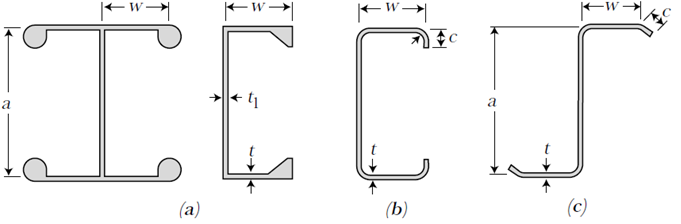 w w w w c
c
a t1 a
t t t
(a) (b) (c)